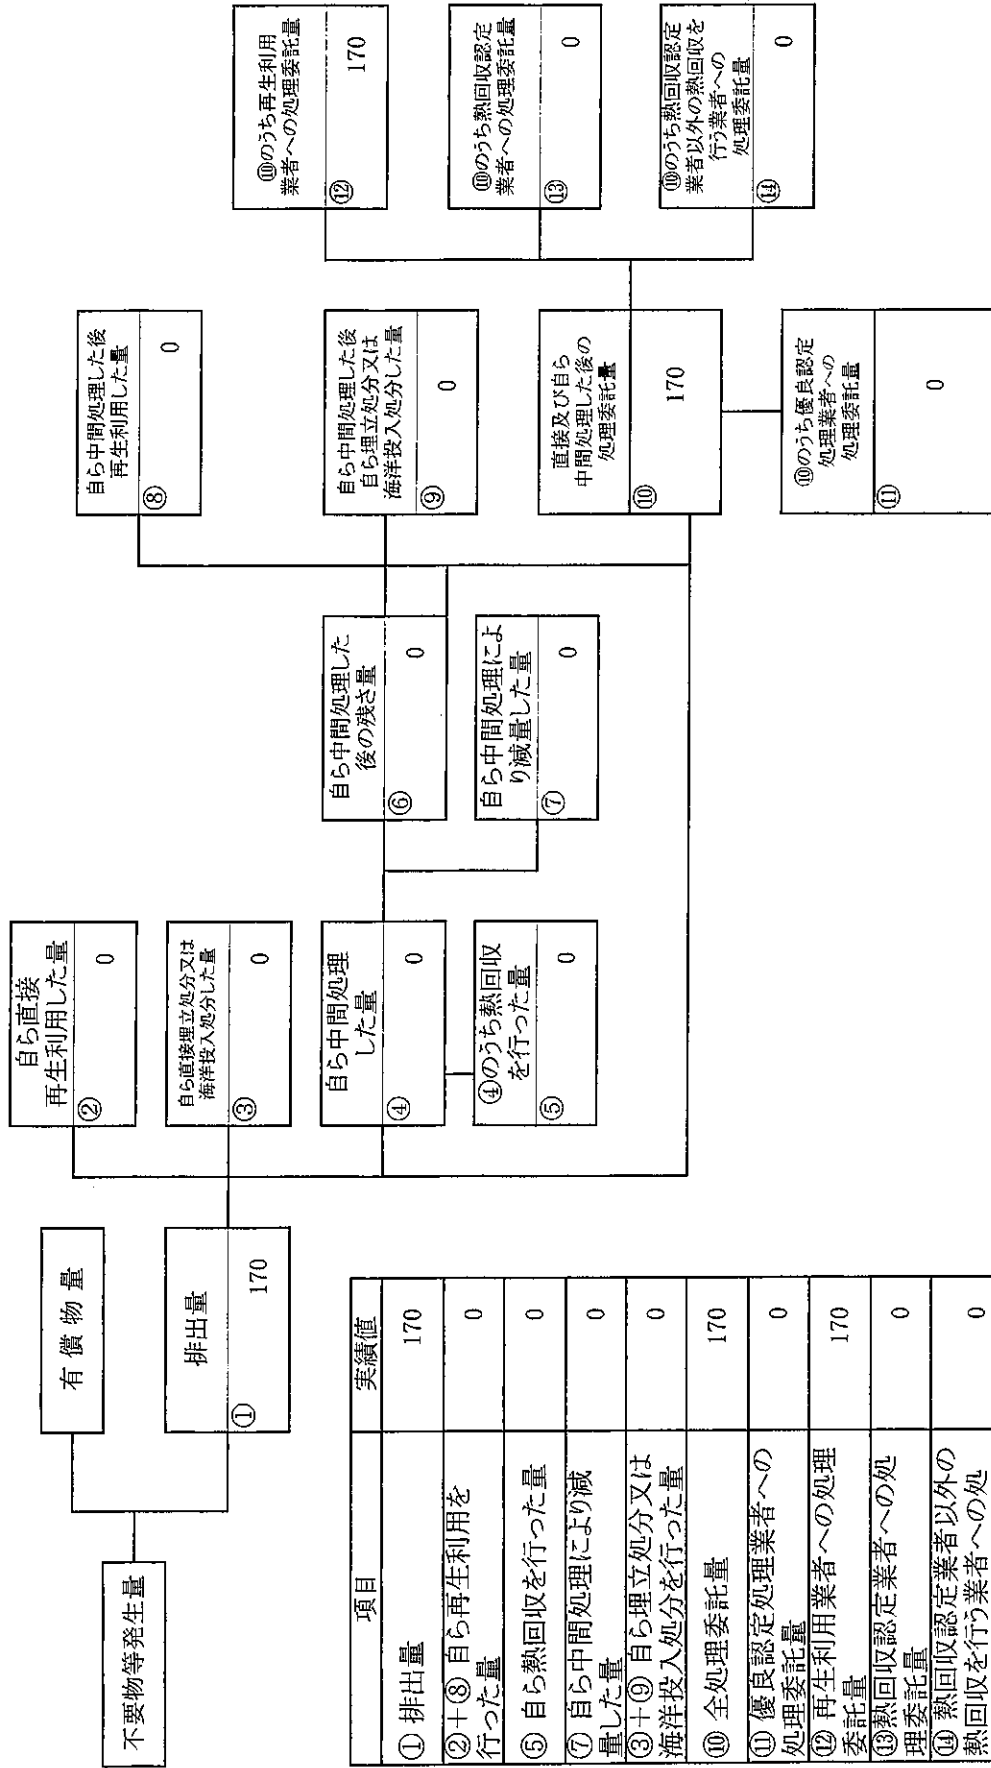 不要物等発生量
有償物量
排出量
①
170
自ら直接
再生利用した量
②
0
自ら直接埋立処分又は
海洋投入処分した量
③
0
自ら中間処理
した量
④
0
④のうち熱回収
を行った量
⑤
0
自ら中間処理した
後の残さ量
⑥
0
自ら中間処理によ
り減量した量
⑦
0
自ら中間処理した後
再生利用した量
⑧
0
自ら中間処理した後
自ら埋立処分又は
海洋投入処分した量
⑨
0
直接及び自ら
中間処理した後の
処理委託量
⑩
170
⑩のうち優良認定
処理業者への
処理委託量
⑪
0
⑩のうち再生利用
業者への処理委託量
⑫
170
⑩のうち熱回収認定
業者への処理委託量
⑬
0
⑩のうち熱回収認定
業者以外の熱回収を
行う業者への
処理委託量
⑭
0
項目 実績値
①排出量 170
②+⑧ 自ら再生利用を
行った量 0
⑤ 自ら熱回収を行った量 0
⑦ 自ら中間処理により減
量した量 0
③+⑨ 自ら埋立処分又は
海洋投入処分を行った量 0
⑩ 全処理委託量 170
⑪ 優良認定処理業者への
処理委託量 0
⑫ 再生利用業者への処理
委託量 170
⑬熱回収認定業者への処
理委託量 0
⑭ 熱回収認定業者以外の
熱回収を行う業者への処 0